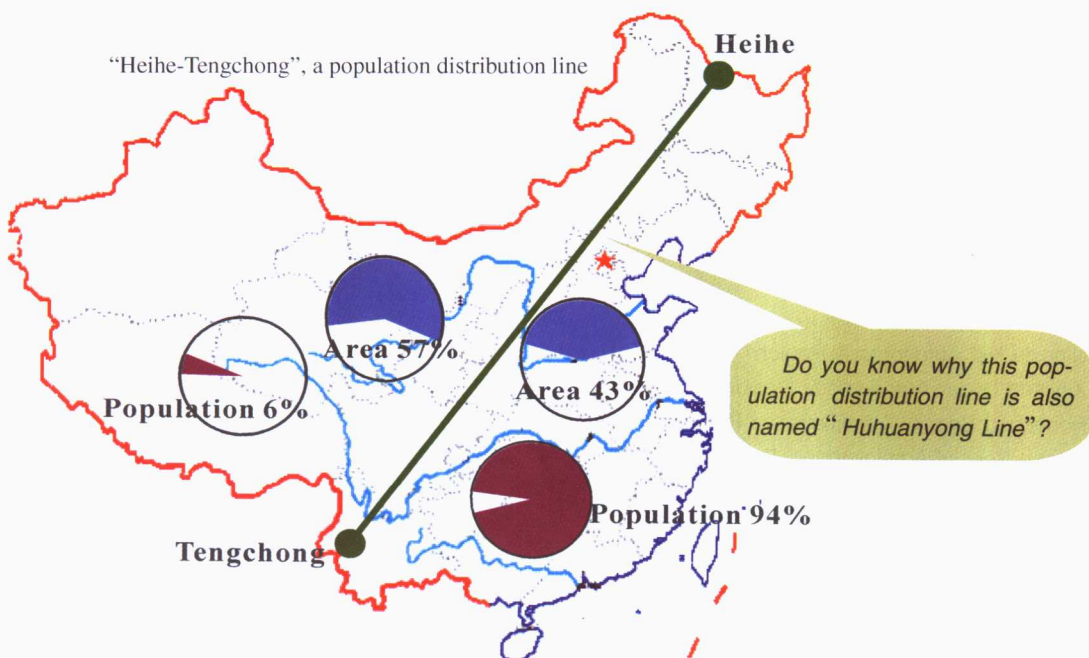 Heihe
“Heihe-Tengchong”, a population distribution line
Area 57%
Population 6%
Area 43%
Do you know why this pop-
ulation distribution line is also
named “ Huhuanyong Line”?
Population 94%
Tengchong